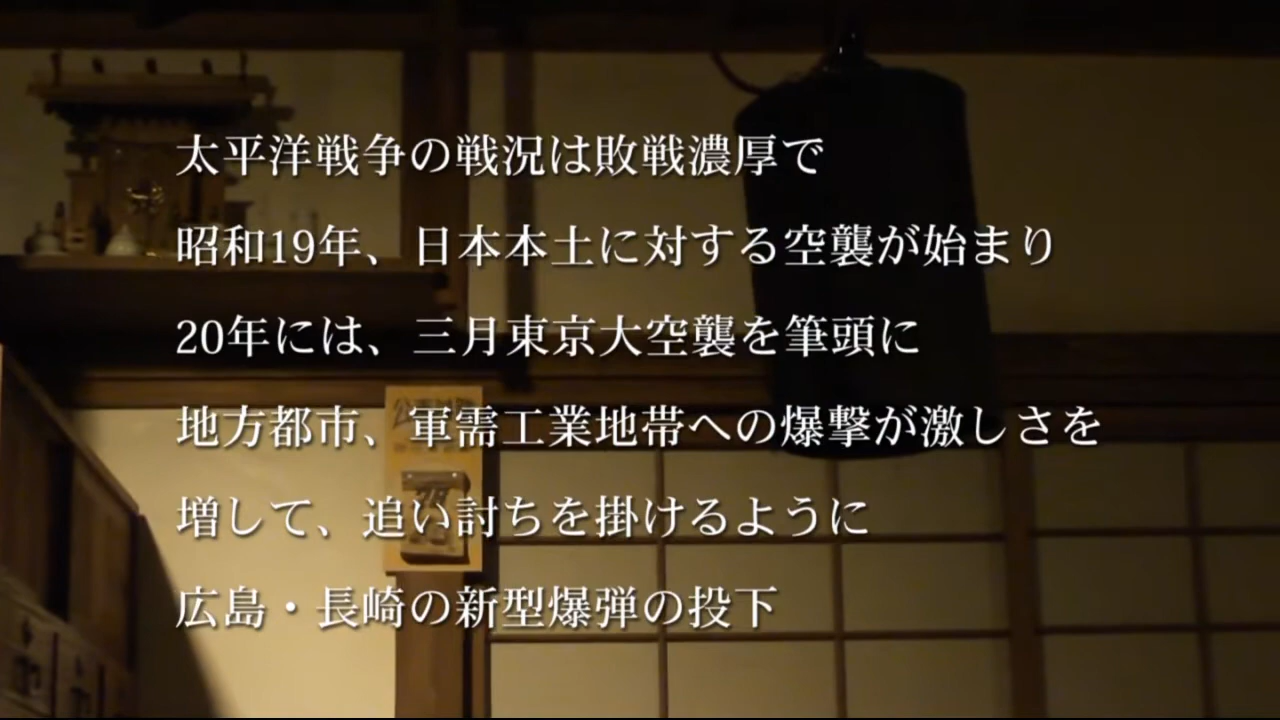 太平洋戦争の戦況は敗戦濃厚で
昭和19年、日本本土に対する空襲が始まり
20年には、三月東京大空襲を筆頭に
地方都市、軍需工業地帯への爆撃が激しさを
増して、追い討ちを掛けるように
広島・長崎の新型爆弾の投下